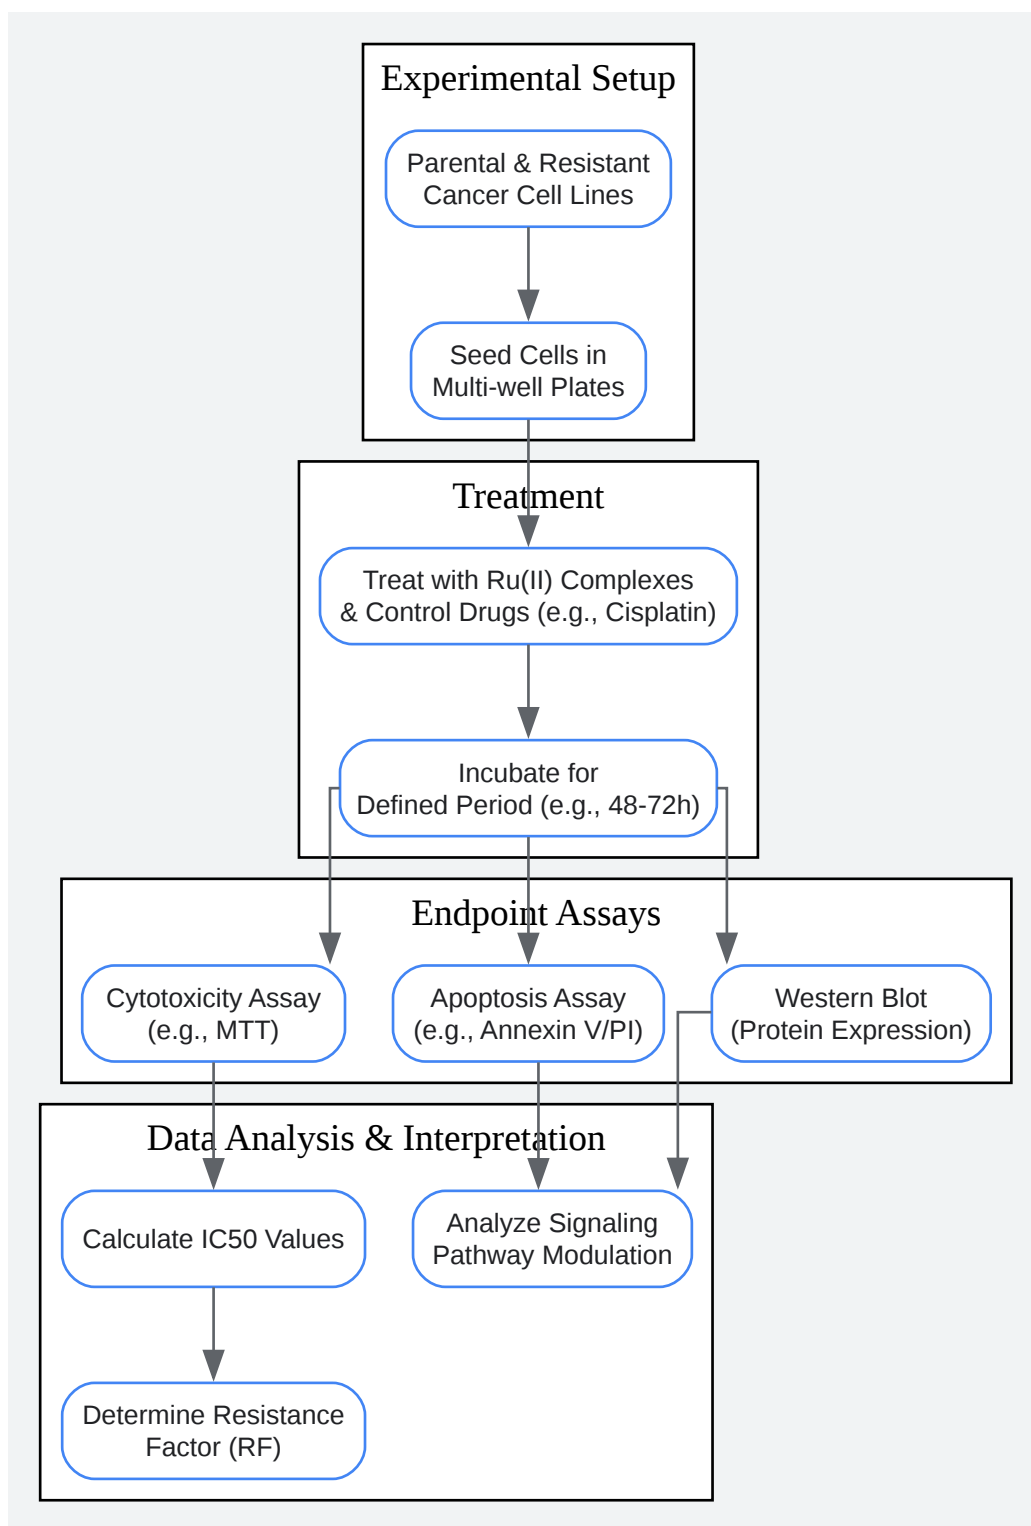 Experimental Setup
Parental & Resistant
Cancer Cell Lines
Seed Cells in
Multi-well Plates
Treatment
Treat with Ru(II) Complexes
& Control Drugs (e.g., Cisplatin)
Incubate for
Defined Period (e.g., 48-72h)
Endpoint Assays
Cytotoxicity Assay
(e.g., MTT)
Apoptosis Assay
(e.g., Annexin V/PI)
Western Blot
(Protein Expression)
Data Analysis & Interpretation
Calculate IC50 Values
Analyze Signaling
Pathway Modulation
Determine Resistance
Factor (RF)